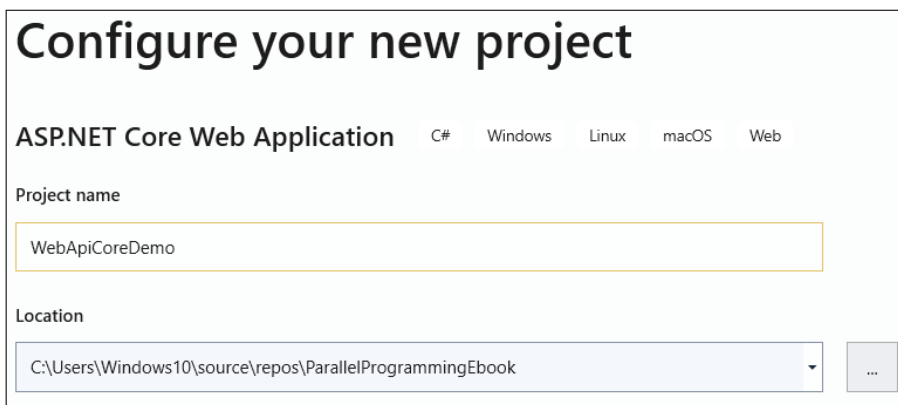 Configure your new project
ASP.NET Core Web Application C# Windows Linux macOS Web
Project name
WebApiCoreDemo
Location
C:\Users\Windows10\source\repos\ParallelProgrammingEbook ...